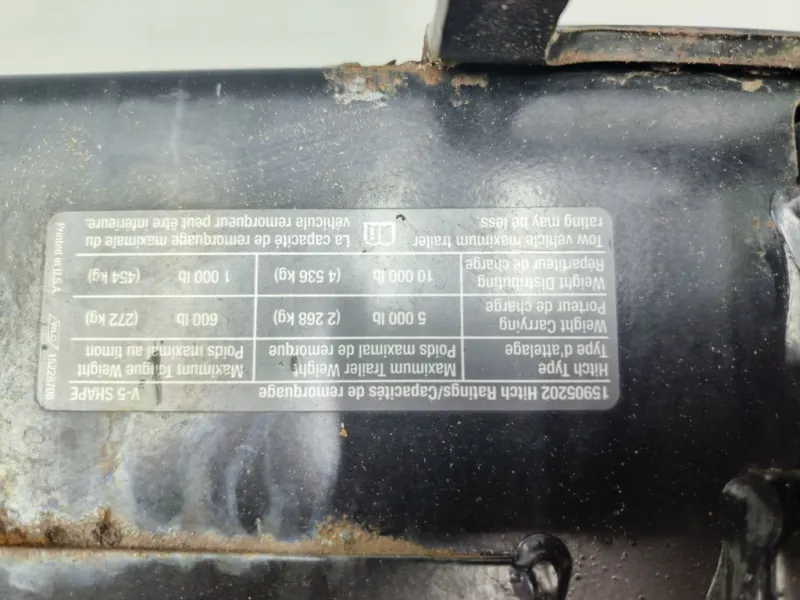 15905202 Hitch Ratings/Capacités de remorquage V-5 SHAPE
Hitch Type Maximum Trailer Weight Maximum Tongue Weight
Type d'attelage Poids maximal de remorque Poids maximal au timon
Weight Carrying 5 000 lb (2 268 kg) 600 lb (272 kg)
Porteur de charge
Weight Distributing 10 000 lb (4 536 kg) 1 000 lb (454 kg)
Répartiteur de charge
Tow vehicle maximum trailer
rating may be less
La capacité de remorquage maximale du
véhicule remorqueur peut être inférieure.
Printed in U.S.A.